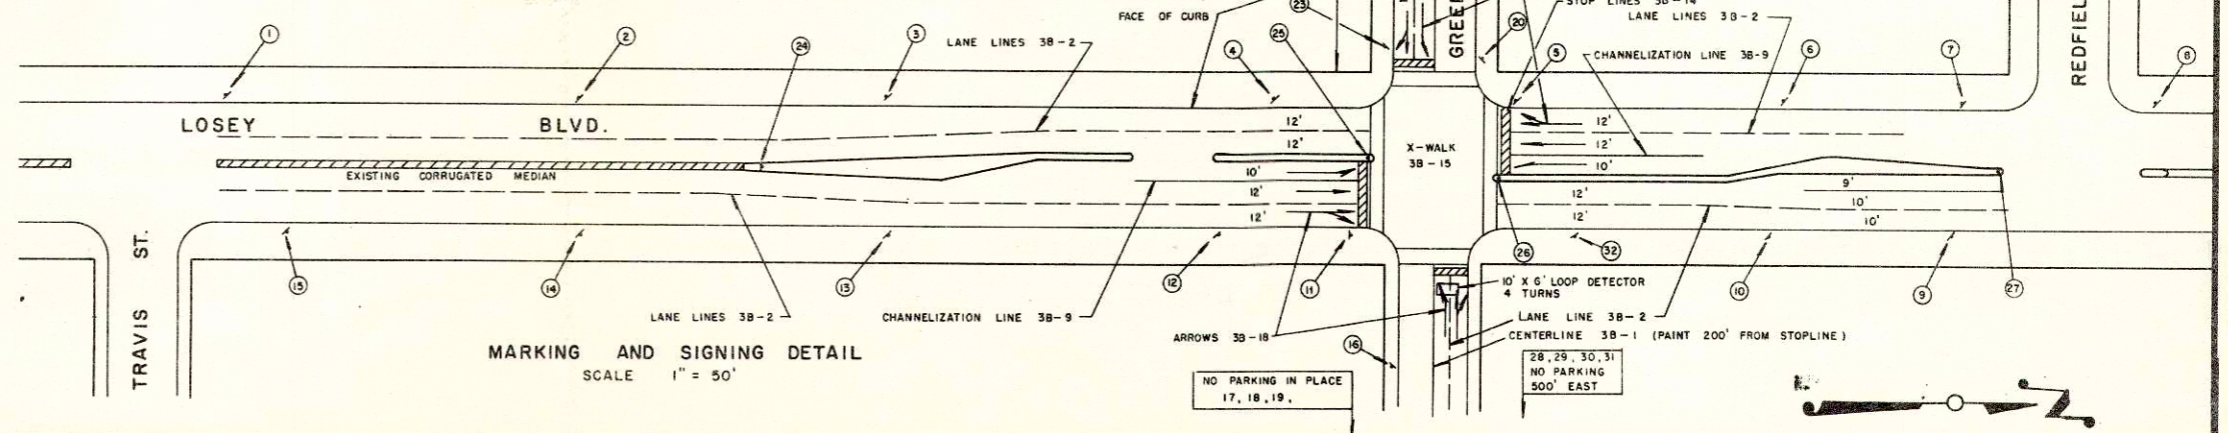 FACE OF CURB
23
20
STOP LINES 3B-14
LANE LINES 3B-2
1
2
24
3
LANE LINES 3B-2
4
25
5
CHANNELIZATION LINE 3B-9
6
7
8
LOSEY BLVD.
12'
12'
10'
12'
12'
X-WALK
3B-15
12'
12'
10'
12'
12'
9'
10'
10'
EXISTING CORRUGATED MEDIAN
15
14
13
12
11
26
32
10
9
27
TRAVIS ST.
LANE LINES 3B-2
CHANNELIZATION LINE 3B-9
ARROWS 3B-18
10' X 6' LOOP DETECTOR
4 TURNS
LANE LINE 3B-2
CENTERLINE 3B-1 (PAINT 200' FROM STOPLINE)
16
MARKING AND SIGNING DETAIL
SCALE 1" = 50'
NO PARKING IN PLACE
17, 18, 19,
28, 29, 30, 31
NO PARKING
500' EAST